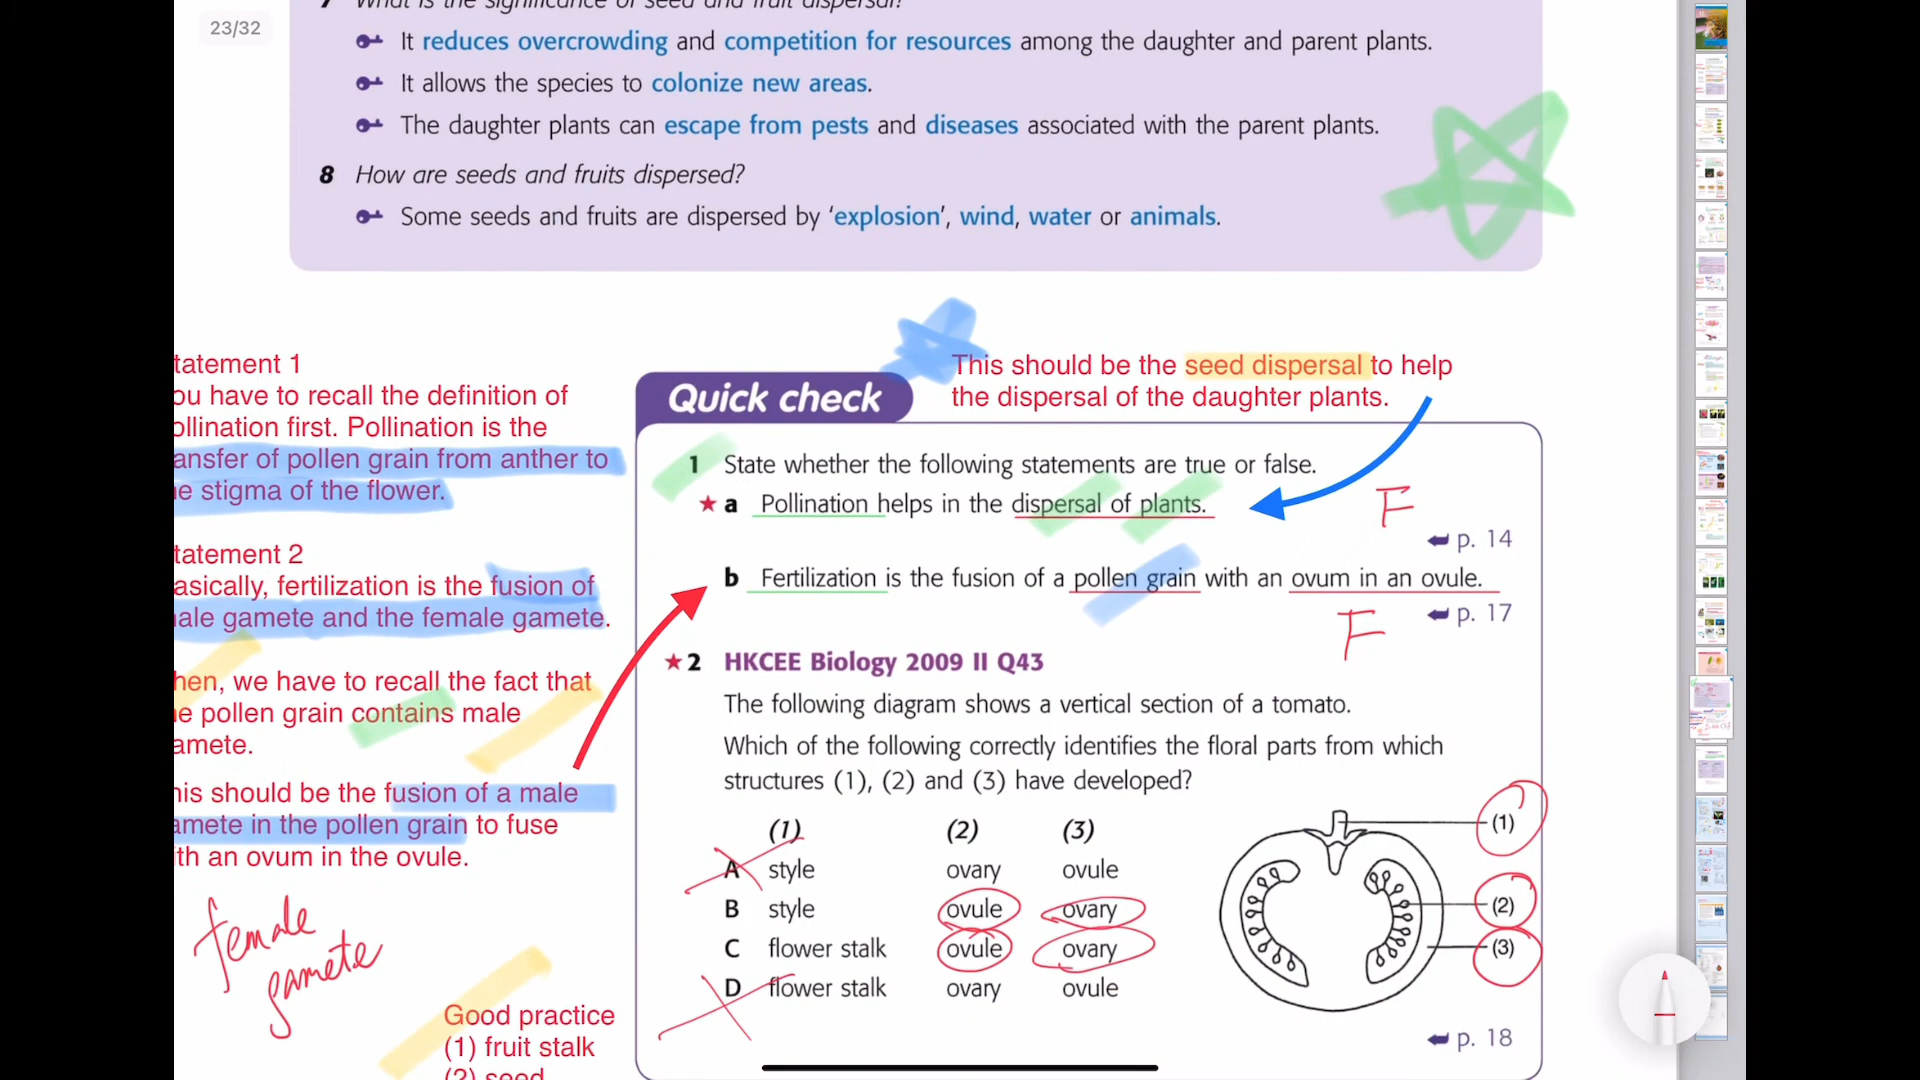 23/32
7 What is the significance of seed and fruit dispersal?
It reduces overcrowding and competition for resources among the daughter and parent plants.
It allows the species to colonize new areas.
The daughter plants can escape from pests and diseases associated with the parent plants.
8 How are seeds and fruits dispersed?
Some seeds and fruits are dispersed by ‘explosion’, wind, water or animals.
tatement 1
ou have to recall the definition of
ollination first. Pollination is the
ansfer of pollen grain from anther to
e stigma of the flower.
tatement 2
asically, fertilization is the fusion of
ale gamete and the female gamete.
hen, we have to recall the fact that
e pollen grain contains male
amete.
his should be the fusion of a male
amete in the pollen grain to fuse
th an ovum in the ovule.
female
gamete
Good practice
(1) fruit stalk
(2) seed
This should be the seed dispersal to help
the dispersal of the daughter plants.
Quick check
1 State whether the following statements are true or false.
★ a Pollination helps in the dispersal of plants. F
p. 14
b Fertilization is the fusion of a pollen grain with an ovum in an ovule.
F p. 17
★ 2 HKCEE Biology 2009 II Q43
The following diagram shows a vertical section of a tomato.
Which of the following correctly identifies the floral parts from which
structures (1), (2) and (3) have developed?
(1) (2) (3)
A style ovary ovule
B style ovule ovary
C flower stalk ovule ovary
D flower stalk ovary ovule
(1)
(2)
(3)
p. 18